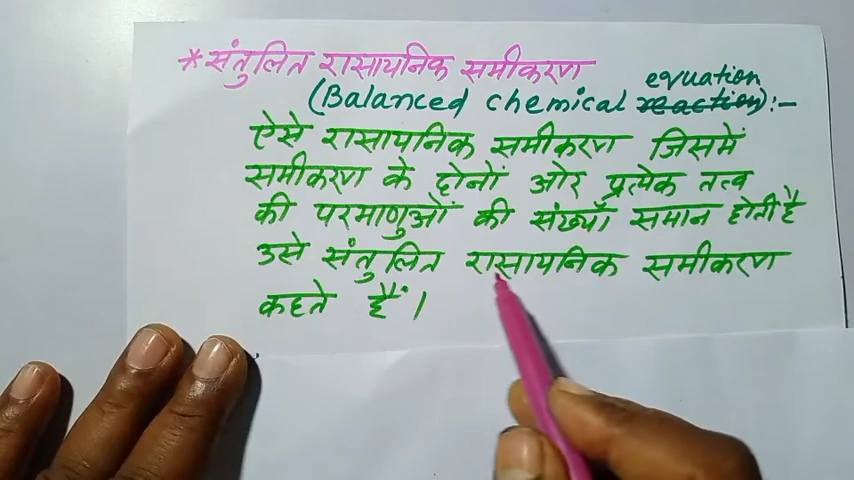 *संतुलित रासायनिक समीकरण
evuation
(Balanced chemical reaction):-
ऐसे रासायनिक समीकरण जिसमें
समीकरण के दोनों ओर प्रत्येक तत्व
की परमाणुओं की संख्याँ समान होती है
उसे संतुलित रासायनिक समीकरण
कहते हैं।